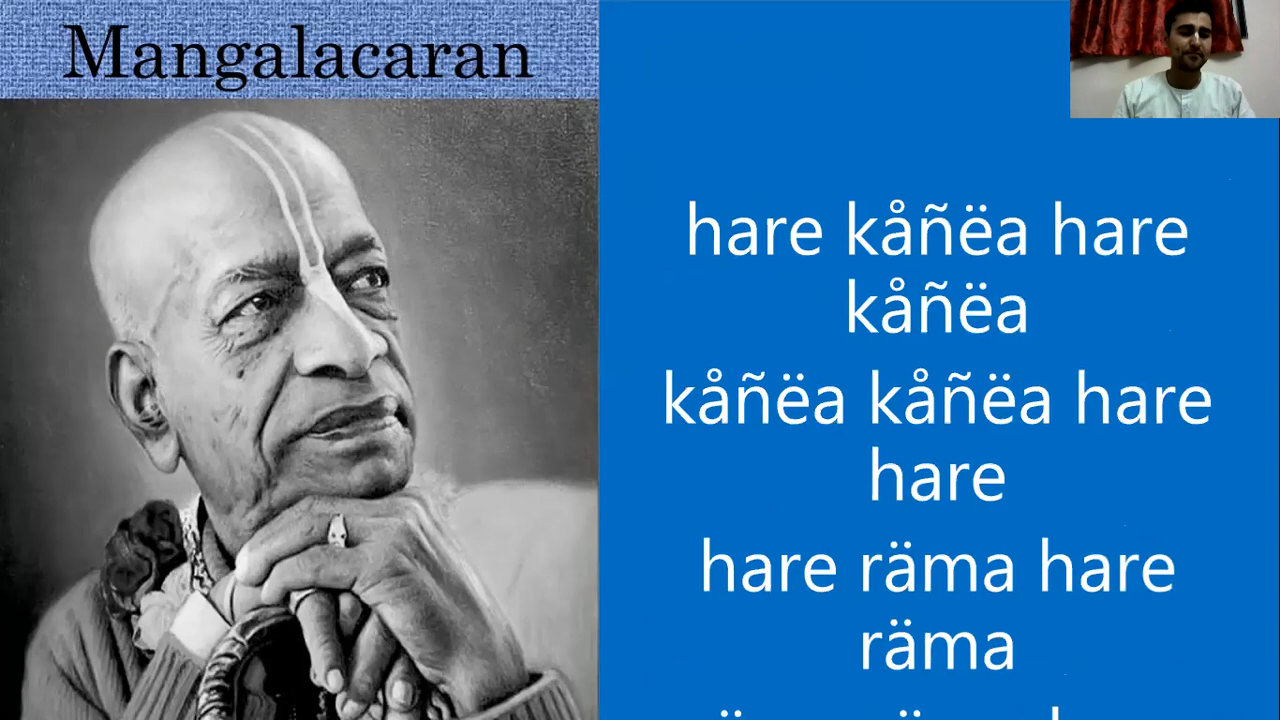 Mangalacaran
hare kåñëa hare
kåñëa
kåñëa kåñëa hare
hare
hare räma hare
räma